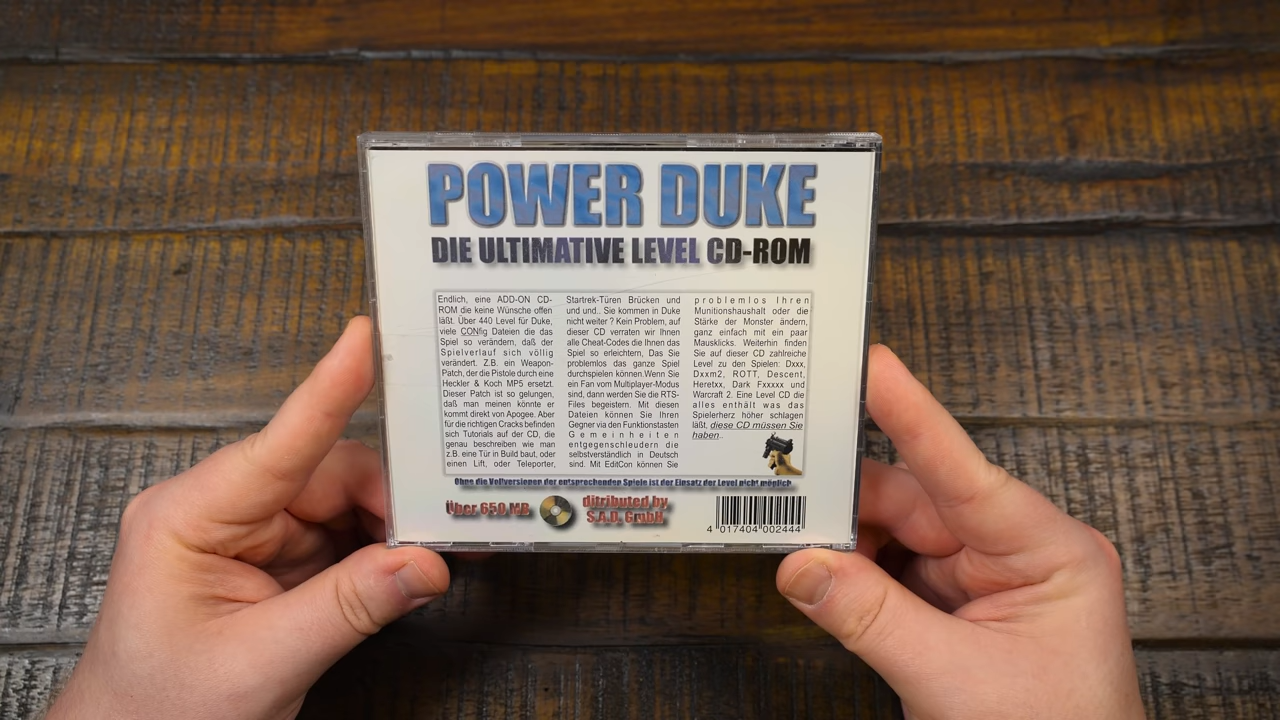 POWER DUKE
DIE ULTIMATIVE LEVEL CD-ROM
Endlich, eine ADD-ON CD-
ROM die keine Wünsche offen
läßt. Über 440 Level für Duke,
viele CONfig Dateien die das
Spiel so verändern, daß der
Spielverlauf sich völlig
verändert. Z.B. ein Weapon-
Patch, der die Pistole durch eine
Heckler & Koch MP5 ersetzt.
Dieser Patch ist so gelungen,
daß man meinen könnte er
kommt direkt von Apogee. Aber
für die richtigen Cracks befinden
sich Tutorials auf der CD, die
genau beschreiben wie man
z.B. eine Tür in Build baut, oder
einen Lift, oder Teleporter,
Startrek-Türen Brücken und
und und.. Sie kommen in Duke
nicht weiter ? Kein Problem, auf
dieser CD verraten wir Ihnen
alle Cheat-Codes die Ihnen das
Spiel so erleichtern, Das Sie
problemlos das ganze Spiel
durchspielen können.Wenn Sie
ein Fan vom Multiplayer-Modus
sind, dann werden Sie die RTS-
Files begeistern. Mit diesen
Dateien können Sie Ihren
Gegner via den Funktionstasten
Gemeinheiten
entgegenschleudern die
selbstverständlich in Deutsch
sind. Mit EditCon können Sie
problemlos Ihren
Munitionshaushalt oder die
Stärke der Monster ändern,
ganz einfach mit ein paar
Mausklicks. Weiterhin finden
Sie auf dieser CD zahlreiche
Level zu den Spielen: Dxxx,
Dxxm2, ROTT, Descent,
Heretxx, Dark Fxxxxx und
Warcraft 2. Eine Level CD die
alles enthält was das
Spielerherz höher schlagen
läßt, diese CD müssen Sie
haben..
Ohne die Vollversionen der entsprechenden Spiele ist der Einsatz der Level nicht möglich
Über 650 MB
ditributed by
S.A.D. GmbH
4 017404 002444